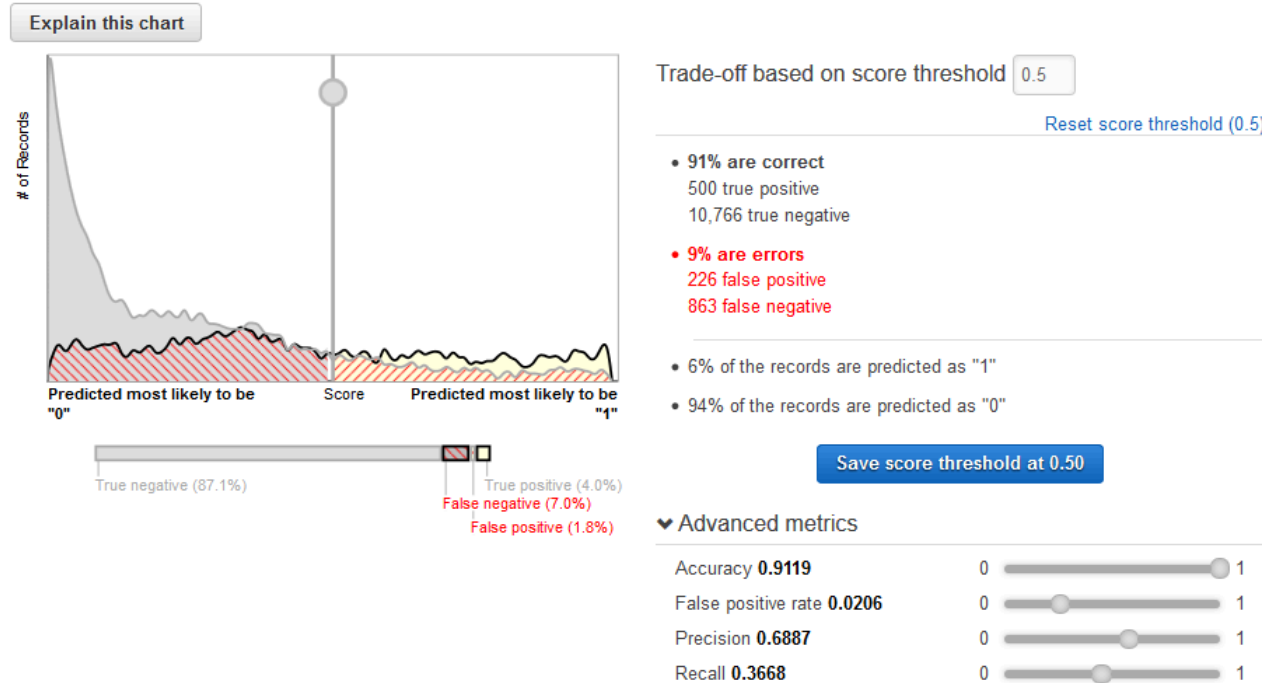 Explain this chart
# of Records
Predicted most likely to be
"0"
Score
Predicted most likely to be
"1"
True negative (87.1%)
True positive (4.0%)
False negative (7.0%)
False positive (1.8%)
Trade-off based on score threshold 0.5
Reset score threshold (0.5)
• 91% are correct
500 true positive
10,766 true negative
• 9% are errors
226 false positive
863 false negative
• 6% of the records are predicted as "1"
• 94% of the records are predicted as "0"
Save score threshold at 0.50
Advanced metrics
Accuracy 0.9119 0 1
False positive rate 0.0206 0 1
Precision 0.6887 0 1
Recall 0.3668 0 1